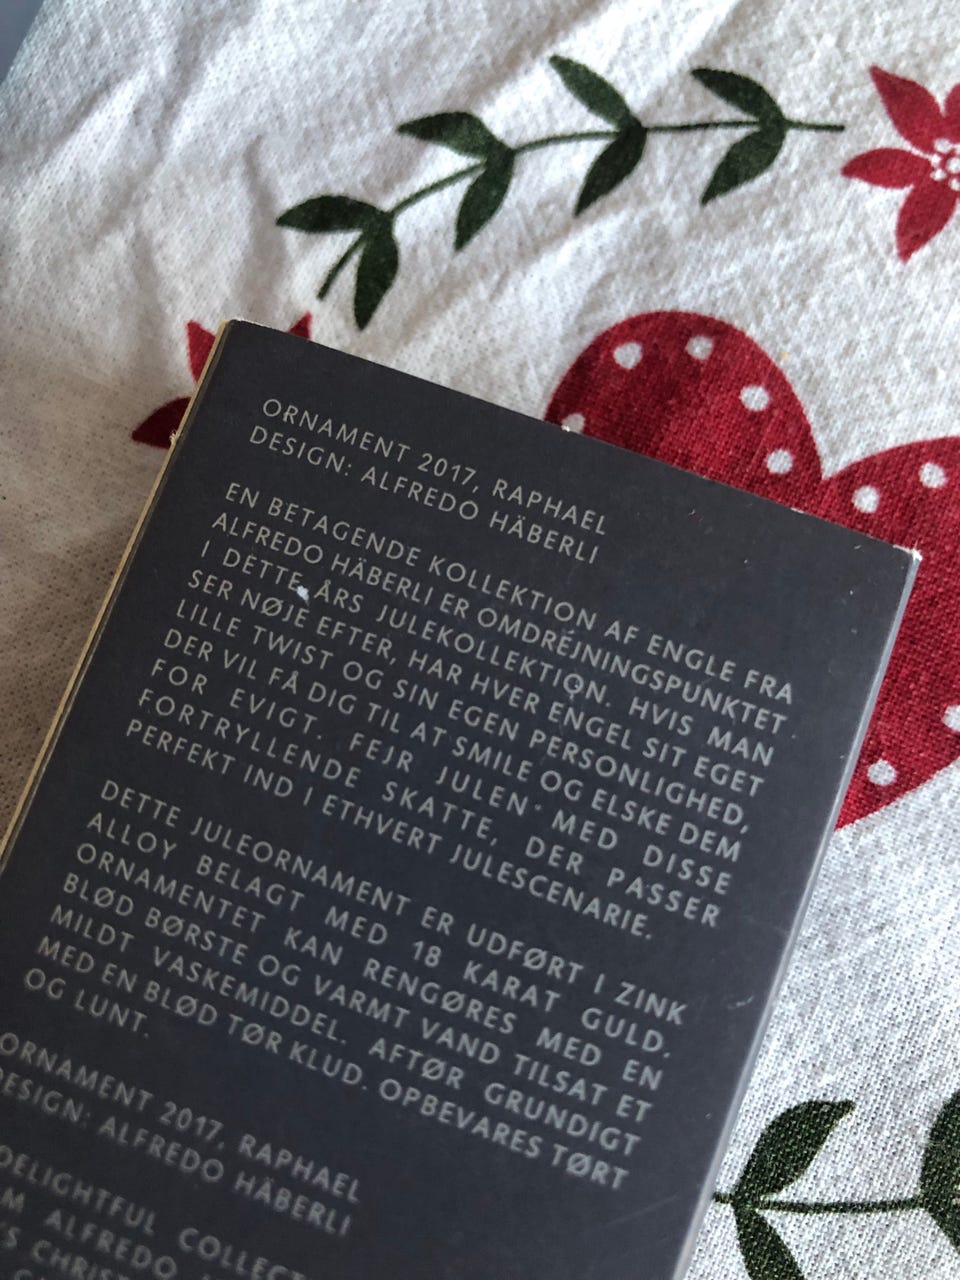 ORNAMENT 2017, RAPHAEL
DESIGN: ALFREDO HÄBERLI
EN BETAGENDE KOLLEKTION AF ENGLE FRA
ALFREDO HÄBERLI ER OMDREJNINGSPUNKTET
I DETTE ÅRS JULEKOLLEKTION. HVIS MAN
SER NØJE EFTER, HAR HVER ENGEL SIT EGET
LILLE TWIST OG SIN EGEN PERSONLIGHED,
DER VIL FÅ DIG TIL AT SMILE OG ELSKE DEM
FOR EVIGT. FEJR JULEN MED DISSE
FORTRYLLENDE SKATTE, DER PASSER
PERFEKT IND I ETHVERT JULESCENARIE.
DETTE JULEORNAMENT ER UDFØRT I ZINK
ALLOY BELAGT MED 18 KARAT GULD.
ORNAMENTET KAN RENGØRES MED EN
BLØD BØRSTE OG VARMT VAND TILSAT ET
MILDT VASKEMIDDEL. AFTØR GRUNDIGT
MED EN BLØD TØR KLUD. OPBEVARES TØRT
OG LUNT.
ORNAMENT 2017, RAPHAEL
DESIGN: ALFREDO HÄBERLI
DELIGHTFUL COLLECT
ALFREDO
CHRIST